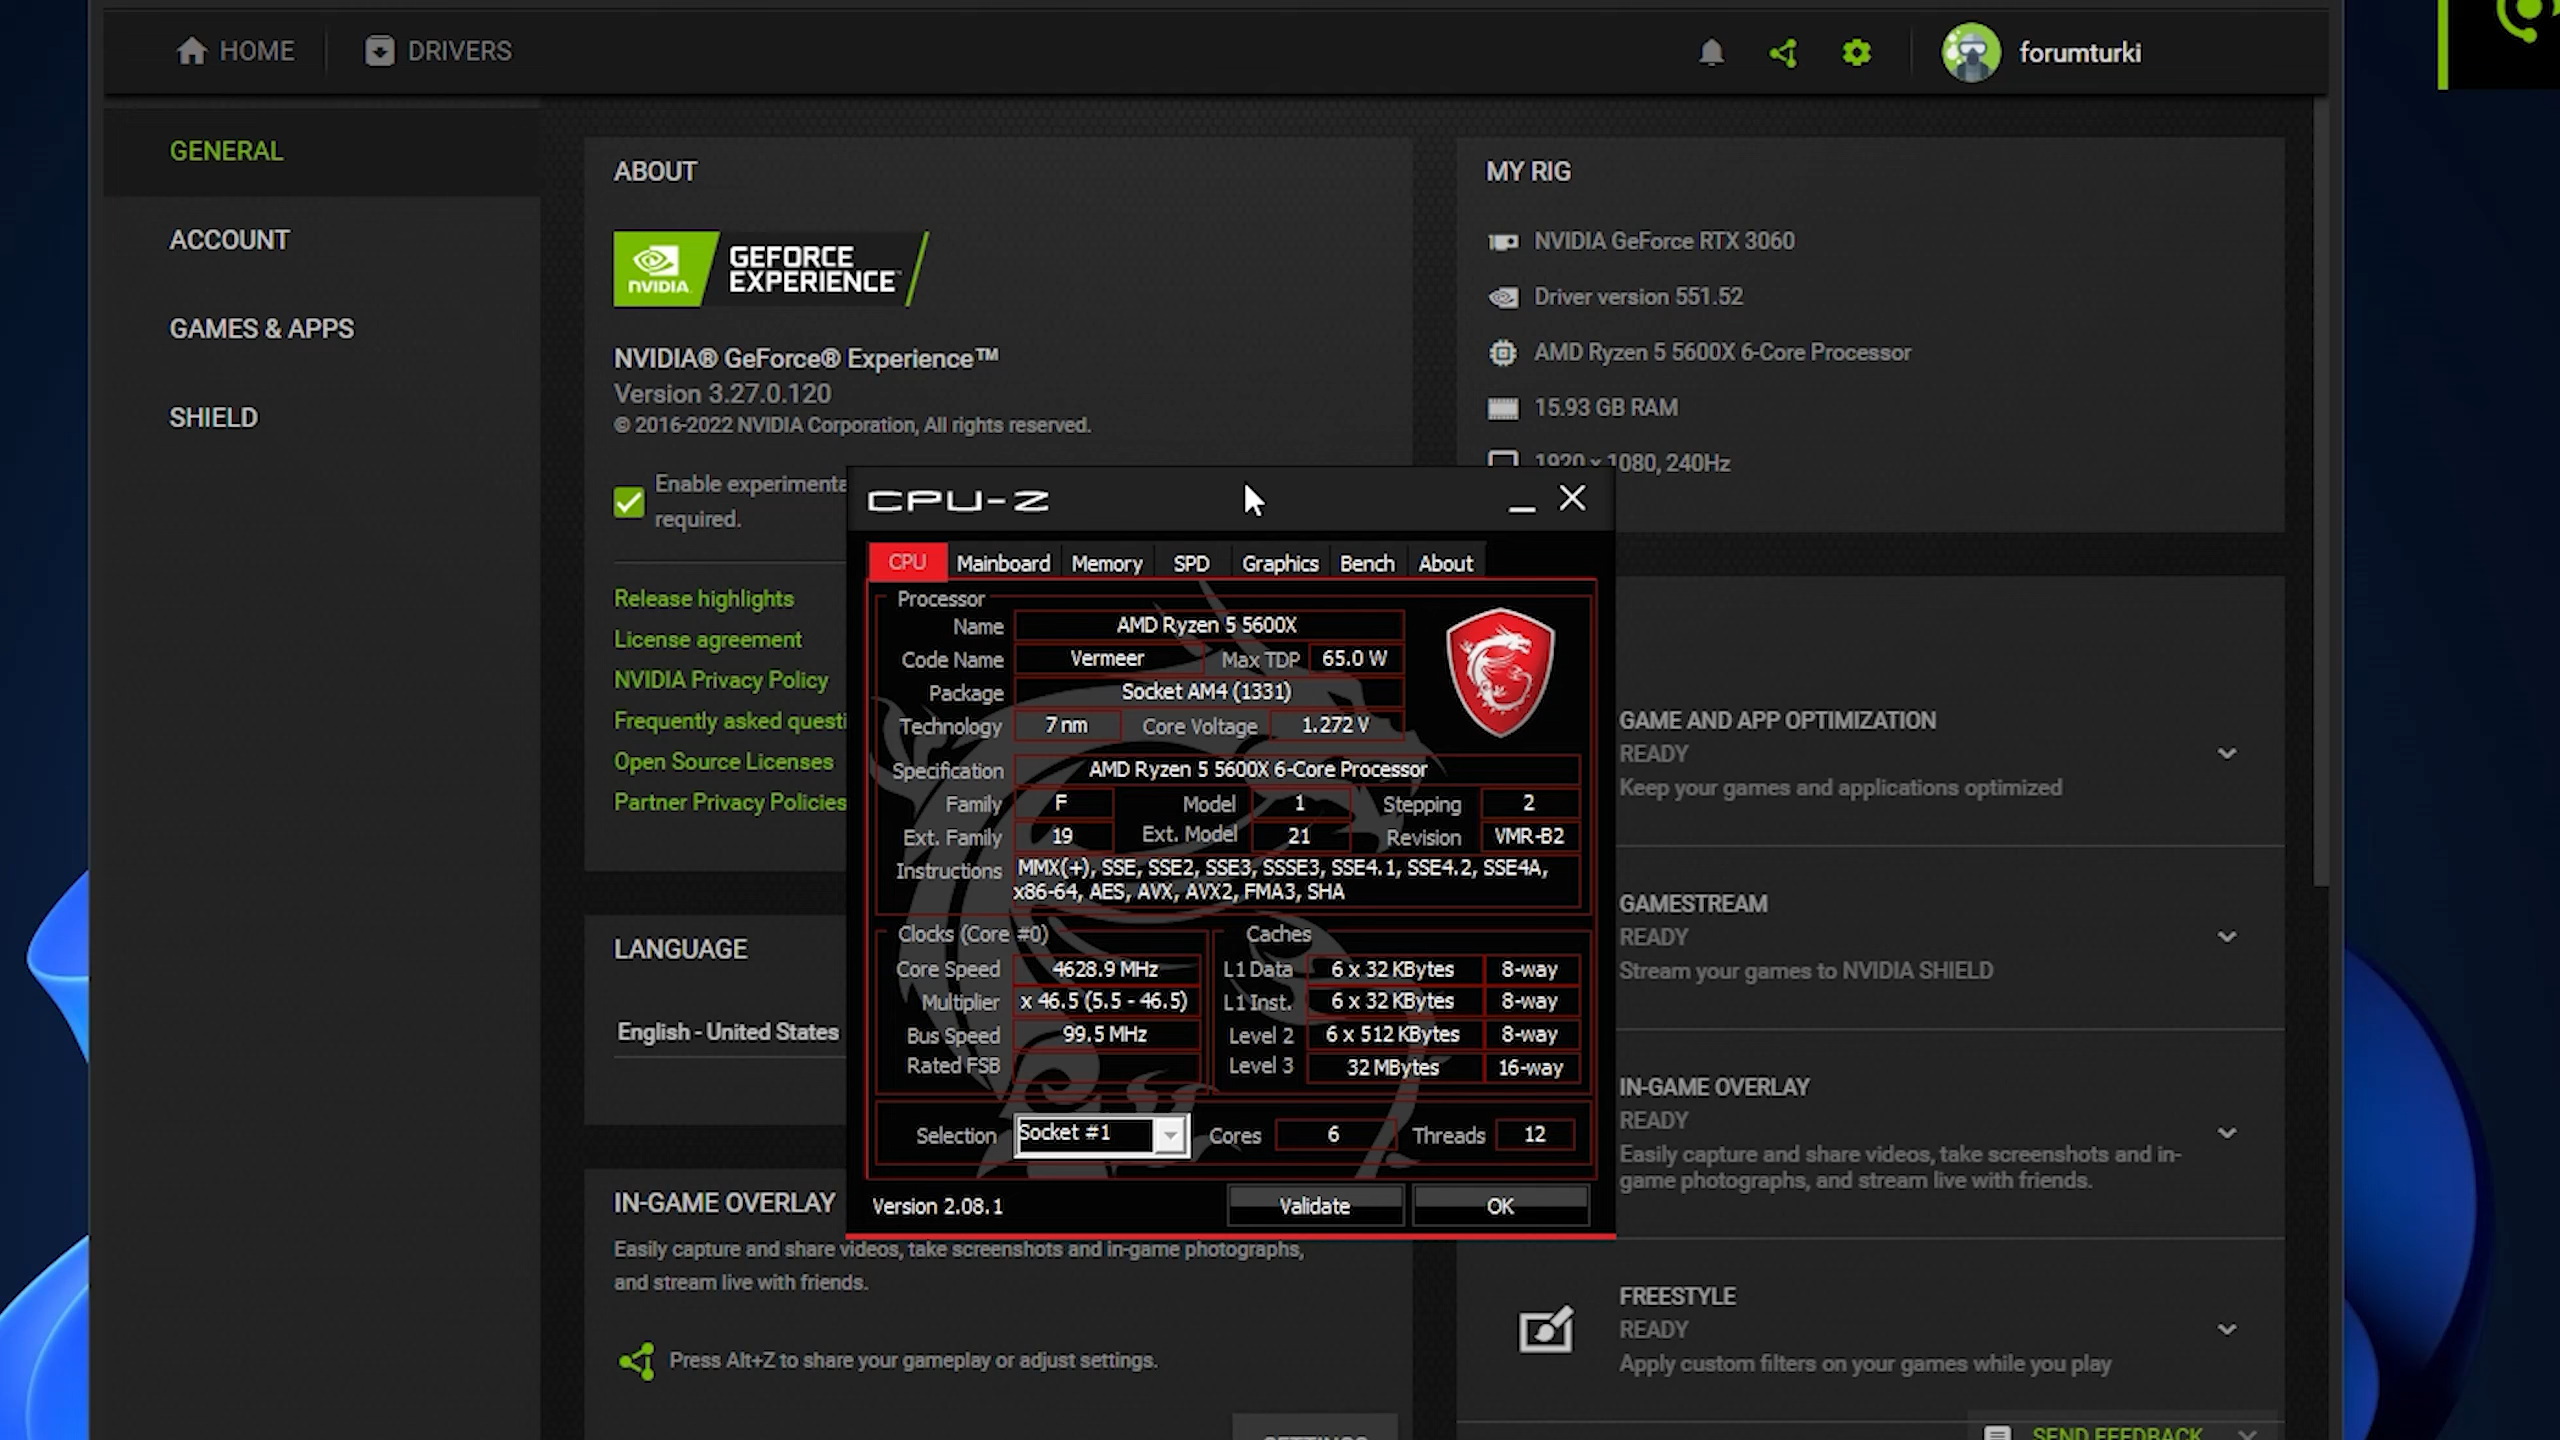 HOME
DRIVERS
forumturki
GENERAL
ACCOUNT
GAMES & APPS
SHIELD
ABOUT
NVIDIA
GEFORCE
EXPERIENCE
NVIDIA® GeForce® Experience™
Version 3.27.0.120
© 2016-2022 NVIDIA Corporation, All rights reserved.
Enable experimenta
required.
Release highlights
License agreement
NVIDIA Privacy Policy
Frequently asked questi
Open Source Licenses
Partner Privacy Policies
LANGUAGE
English - United States
IN-GAME OVERLAY
Easily capture and share videos, take screenshots and in-game photographs,
and stream live with friends.
Press Alt+Z to share your gameplay or adjust settings.
MY RIG
NVIDIA GeForce RTX 3060
Driver version 551.52
AMD Ryzen 5 5600X 6-Core Processor
15.93 GB RAM
1920 x 1080, 240Hz
CPU-Z
CPU Mainboard Memory SPD Graphics Bench About
Processor
Name AMD Ryzen 5 5600X
Code Name Vermeer Max TDP 65.0 W
Package Socket AM4 (1331)
Technology 7 nm Core Voltage 1.272 V
Specification AMD Ryzen 5 5600X 6-Core Processor
Family F Model 1 Stepping 2
Ext. Family 19 Ext. Model 21 Revision VMR-B2
Instructions MMX(+), SSE, SSE2, SSE3, SSSE3, SSE4.1, SSE4.2, SSE4A,
x86-64, AES, AVX, AVX2, FMA3, SHA
Clocks (Core #0)
Core Speed 4628.9 MHz
Multiplier x 46.5 (5.5 - 46.5)
Bus Speed 99.5 MHz
Rated FSB
Caches
L1 Data 6 x 32 KBytes 8-way
L1 Inst. 6 x 32 KBytes 8-way
Level 2 6 x 512 KBytes 8-way
Level 3 32 MBytes 16-way
Selection Socket #1 Cores 6 Threads 12
Version 2.08.1 Validate OK
GAME AND APP OPTIMIZATION
READY
Keep your games and applications optimized
GAMESTREAM
READY
Stream your games to NVIDIA SHIELD
IN-GAME OVERLAY
READY
Easily capture and share videos, take screenshots and in-
game photographs, and stream live with friends.
FREESTYLE
READY
Apply custom filters on your games while you play
SEND FEEDBACK